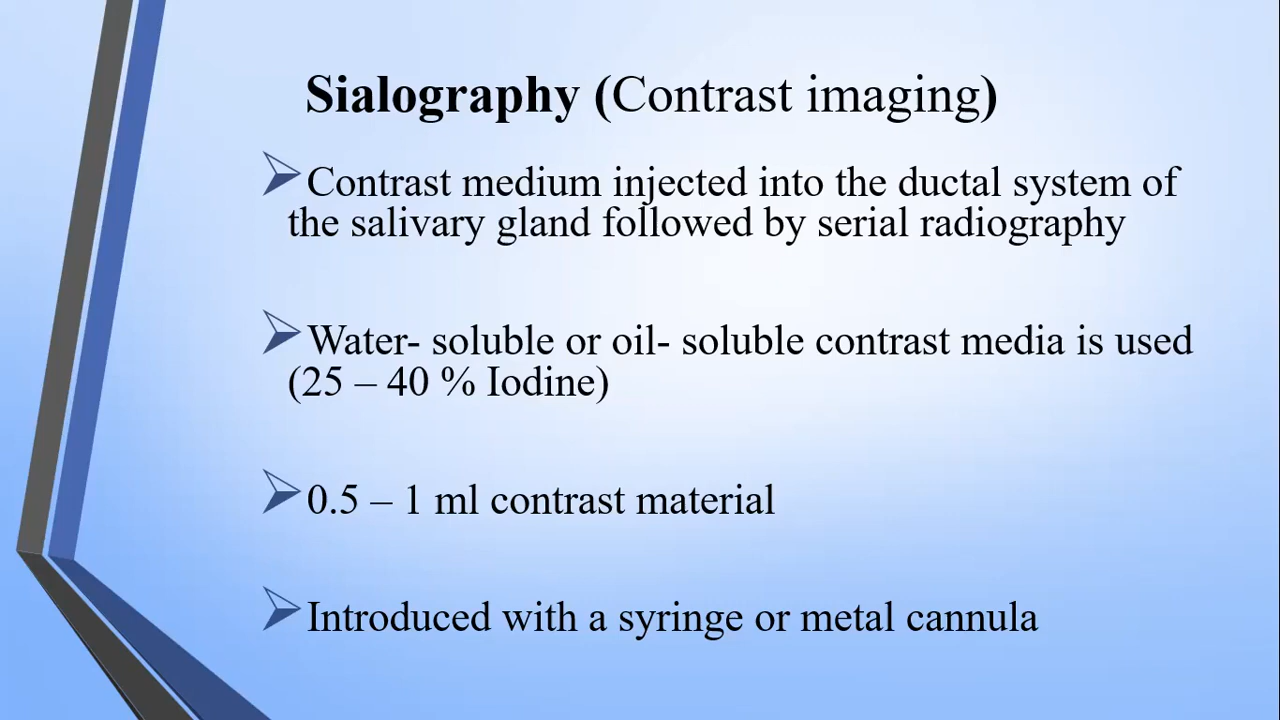 Sialography (Contrast imaging)
Contrast medium injected into the ductal system of
the salivary gland followed by serial radiography
Water- soluble or oil- soluble contrast media is used
(25 – 40 % Iodine)
0.5 – 1 ml contrast material
Introduced with a syringe or metal cannula